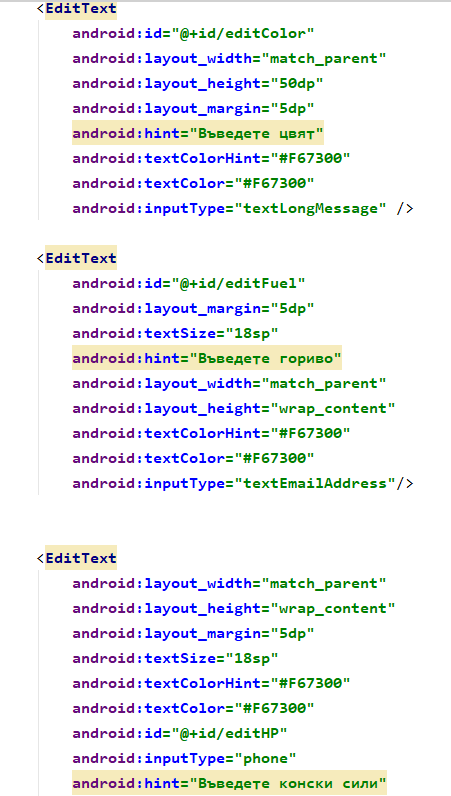 <EditText
android:id="@+id/editColor"
android:layout_width="match_parent"
android:layout_height="50dp"
android:layout_margin="5dp"
android:hint="Въведете цвят"
android:textColorHint="#F67300"
android:textColor="#F67300"
android:inputType="textLongMessage" />
<EditText
android:id="@+id/editFuel"
android:layout_margin="5dp"
android:textSize="18sp"
android:hint="Въведете гориво"
android:layout_width="match_parent"
android:layout_height="wrap_content"
android:textColorHint="#F67300"
android:textColor="#F67300"
android:inputType="textEmailAddress"/>
<EditText
android:layout_width="match_parent"
android:layout_height="wrap_content"
android:layout_margin="5dp"
android:textSize="18sp"
android:textColorHint="#F67300"
android:textColor="#F67300"
android:id="@+id/editHP"
android:inputType="phone"
android:hint="Въведете конски сили"